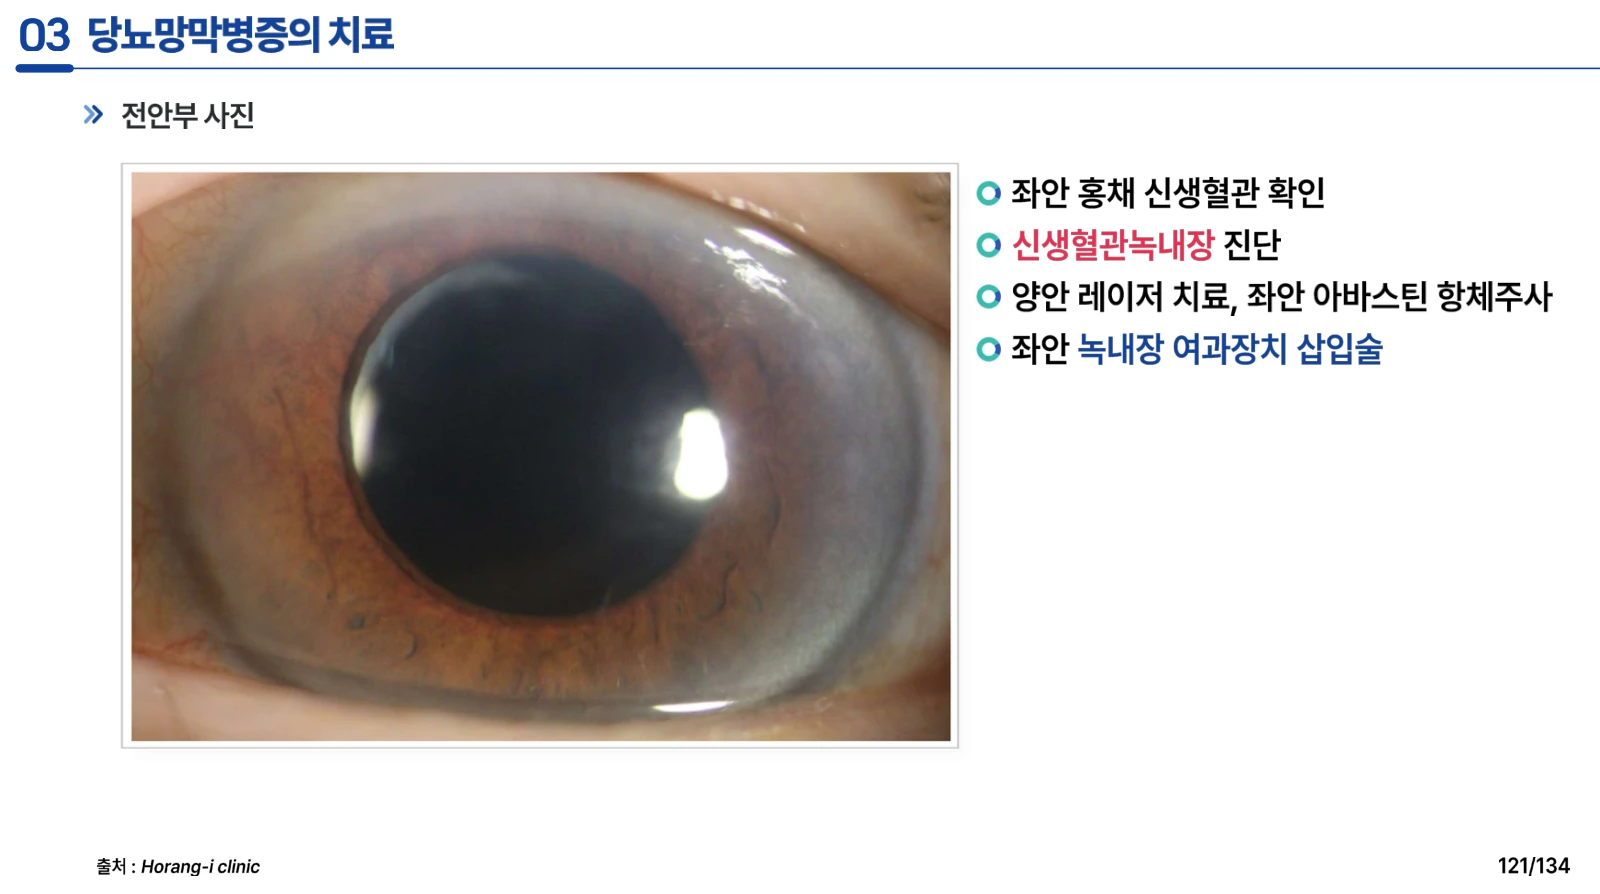 03 당뇨망막병증의 치료
전안부 사진
좌안 홍채 신생혈관 확인
신생혈관녹내장 진단
양안 레이저 치료, 좌안 아바스틴 항체주사
좌안 녹내장 여과장치 삽입술
출처 : Horang-i clinic
121/134